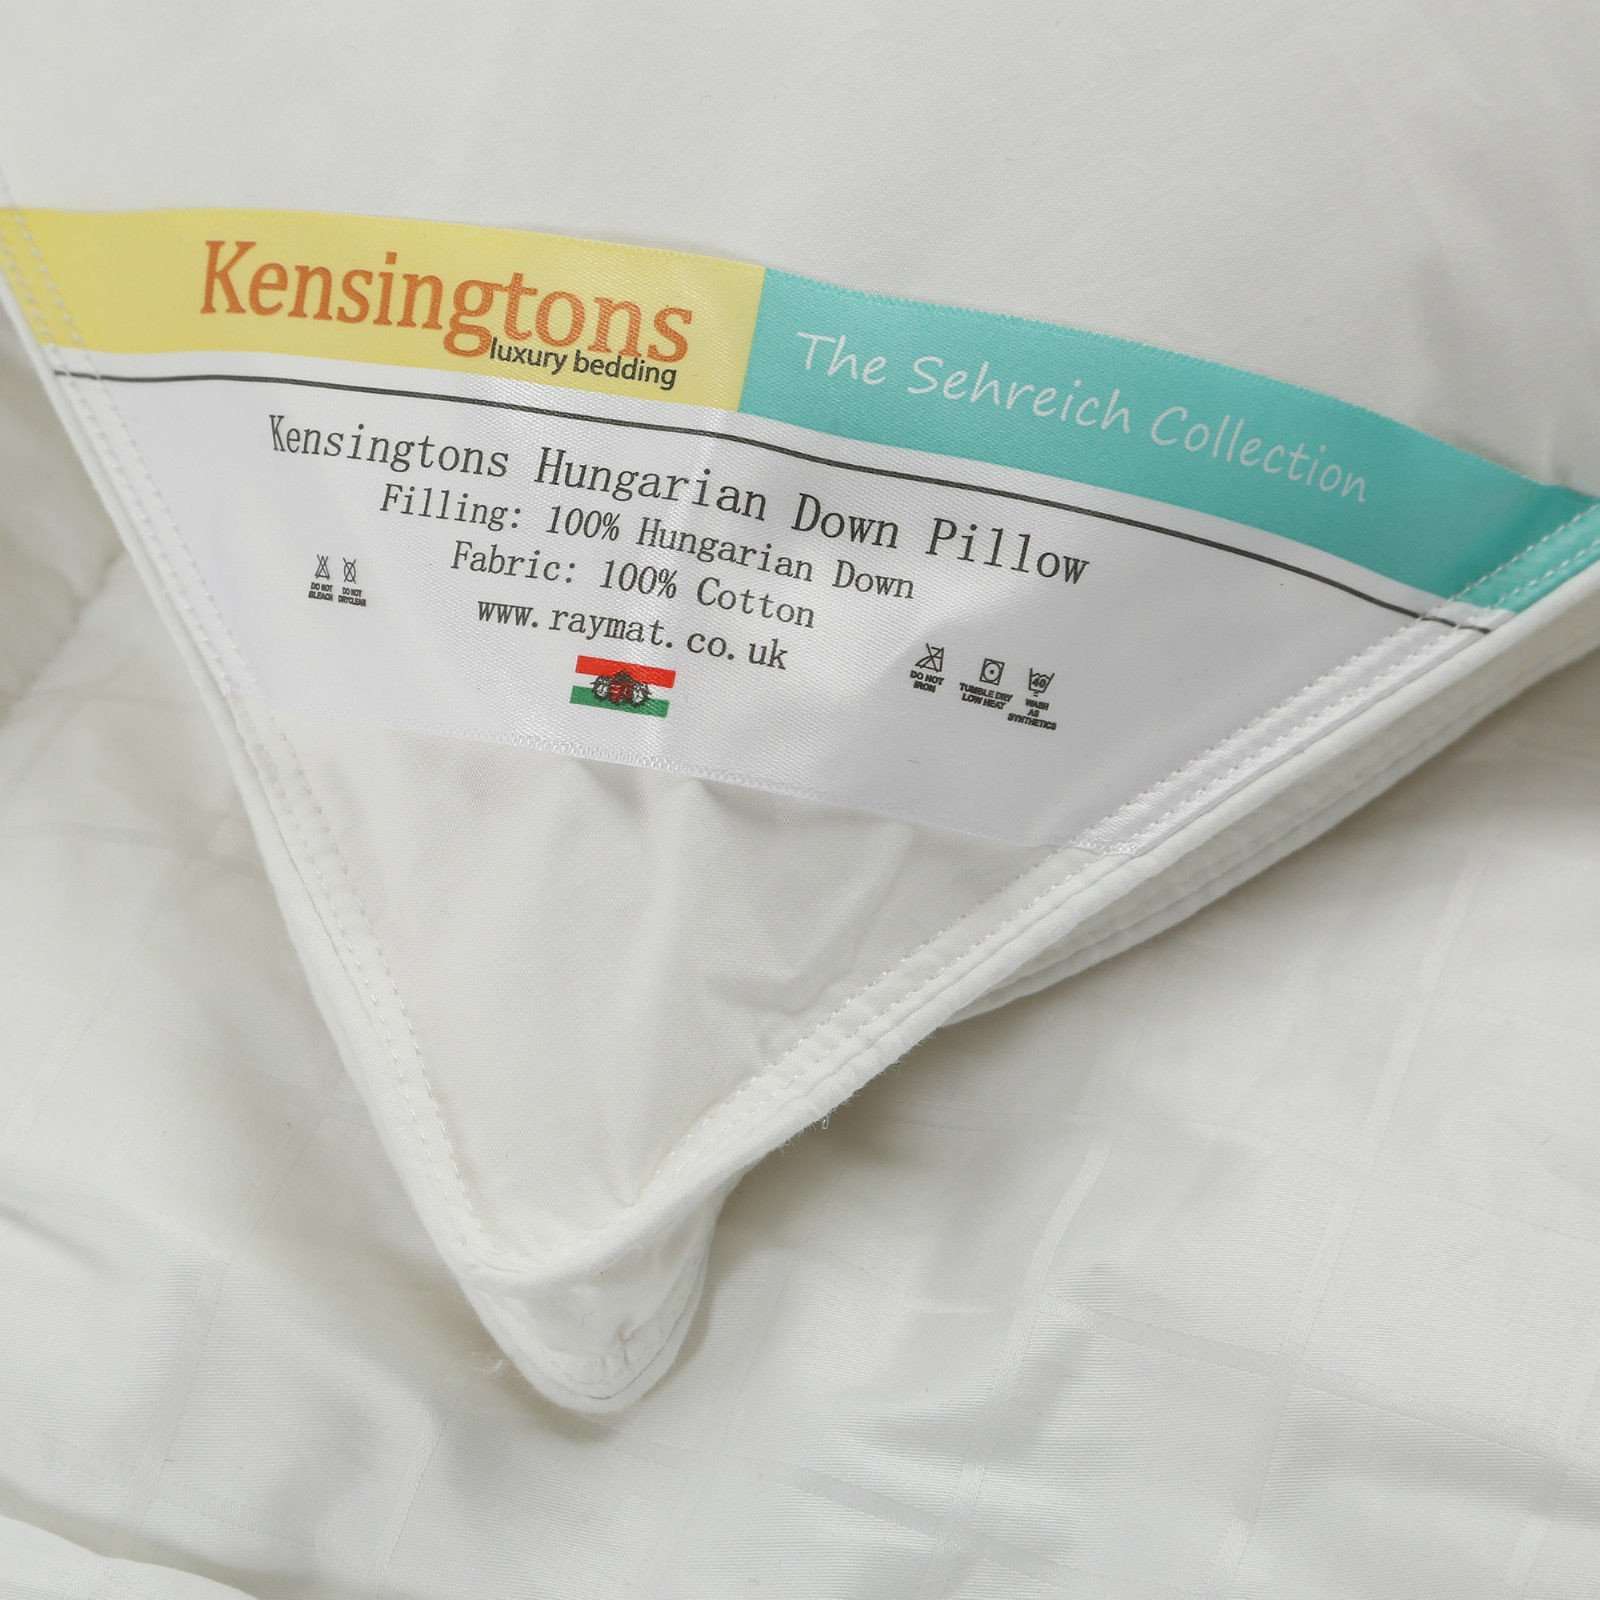 Kensingtons
luxury bedding
The Sehreich Collection
Kensingtons Hungarian Down Pillow
Filling: 100% Hungarian Down
Fabric: 100% Cotton
www.raymat.co.uk
DO NOT BLEACH
DO NOT DRYCLEAN
DO NOT IRON
TUMBLE DRY LOW HEAT
40
WASH AS SYNTHETICS